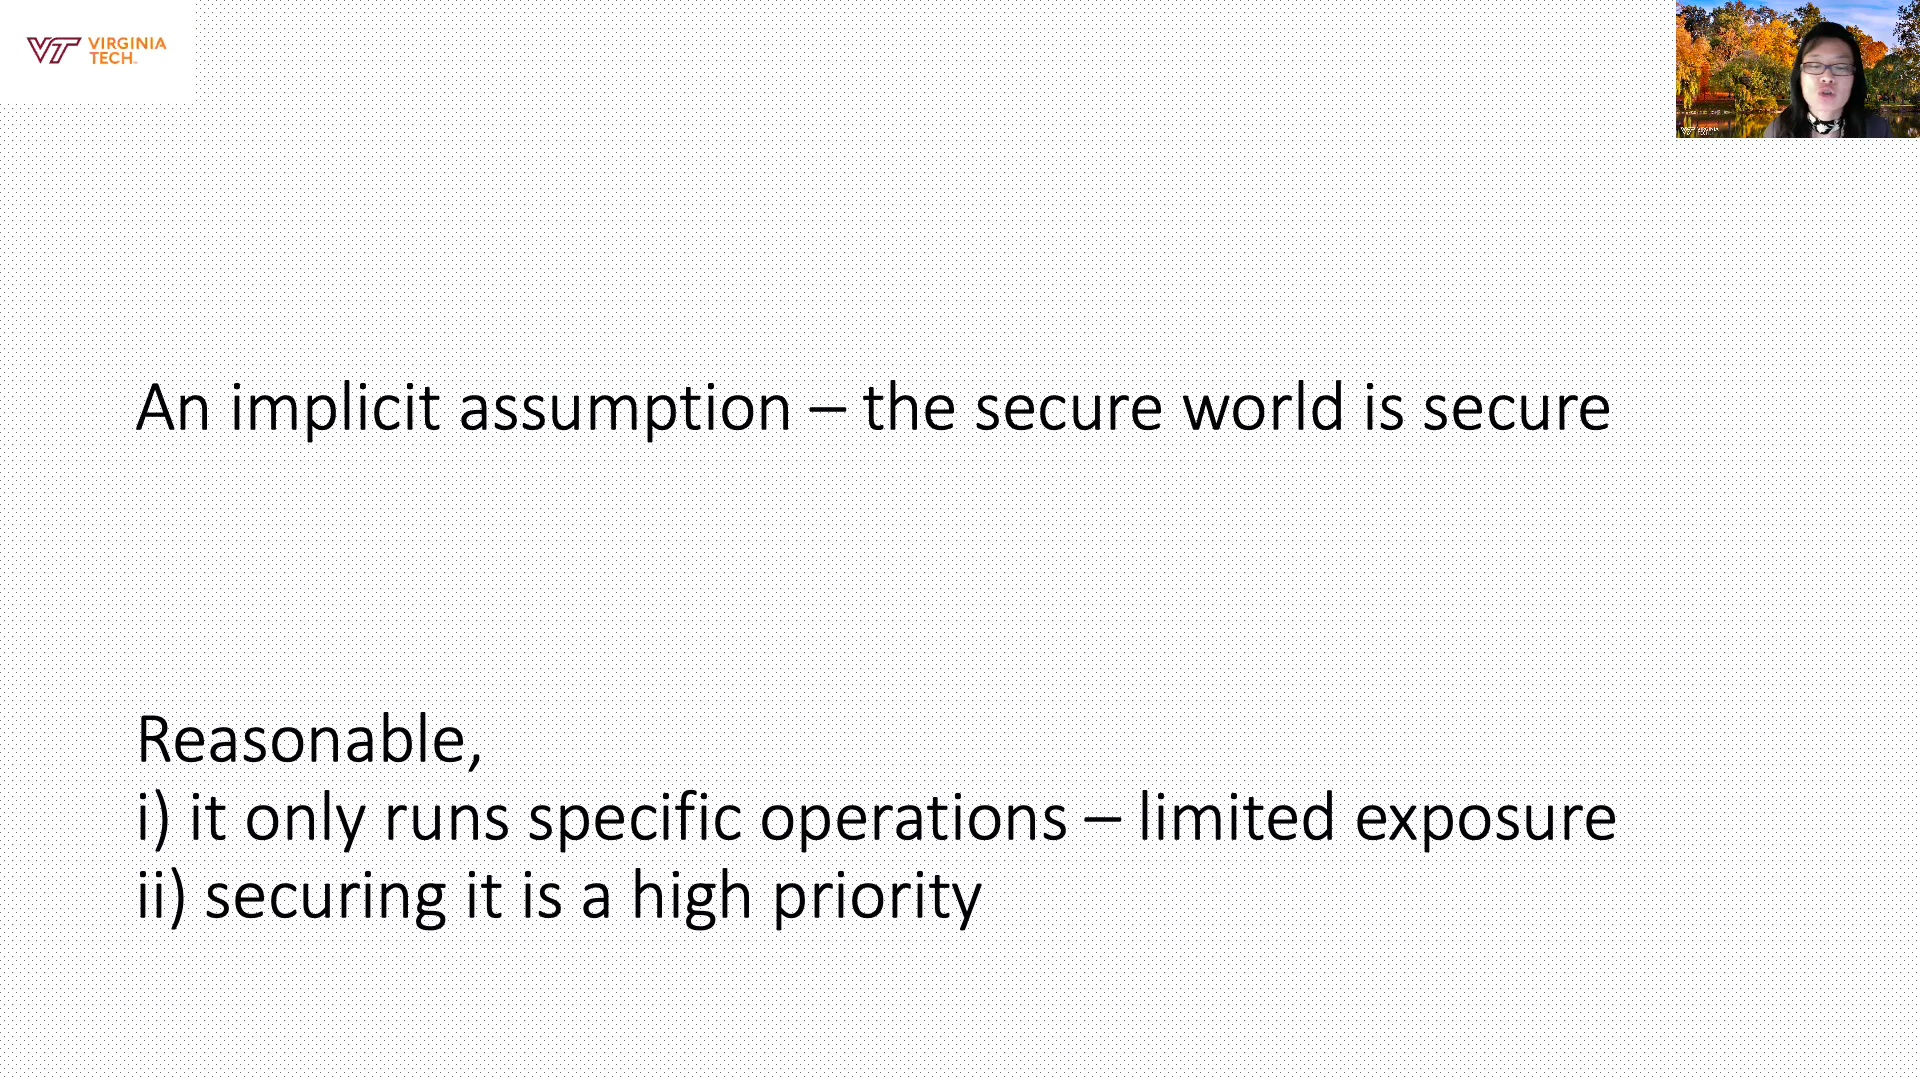 VIRGINIA
TECH
An implicit assumption – the secure world is secure
Reasonable,
i) it only runs specific operations – limited exposure
ii) securing it is a high priority